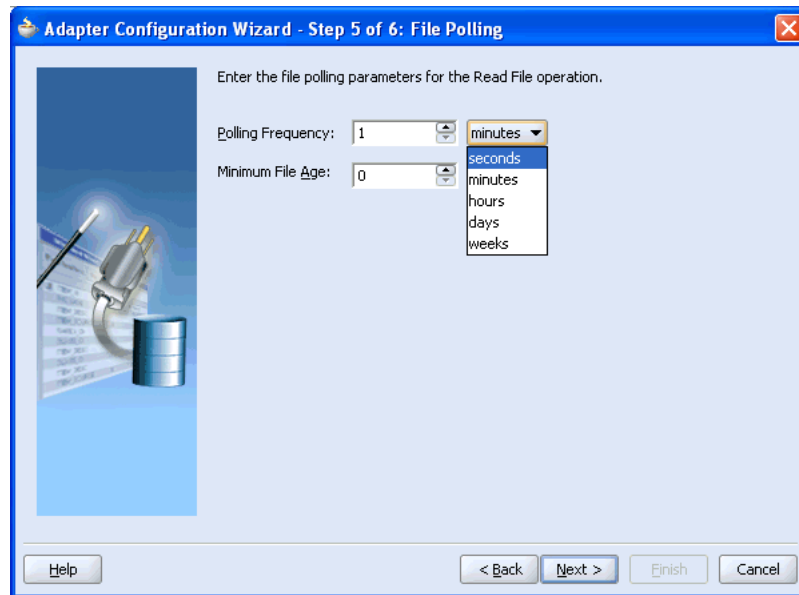 Adapter Configuration Wizard - Step 5 of 6: File Polling
Enter the file polling parameters for the Read File operation.
Polling Frequency: 1 minutes
seconds
Minimum File Age: 0
minutes
hours
days
weeks
Help < Back Next > Finish Cancel